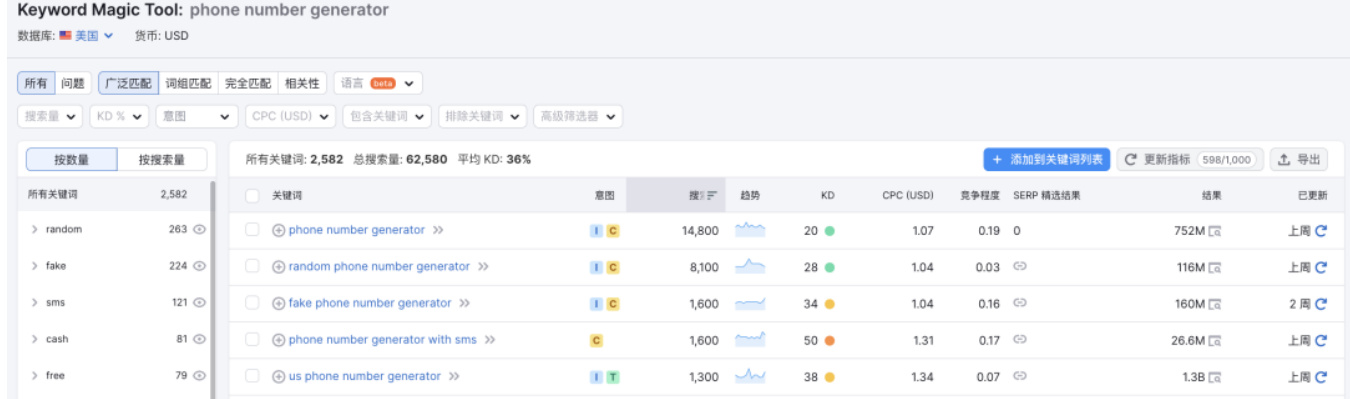 Keyword Magic Tool: phone number generator
数据库: 美国 货币: USD
所有 问题 广泛匹配 词组匹配 完全匹配 相关性 语言 beta
搜索量 KD % 意图 CPC (USD) 包含关键词 排除关键词 高级筛选器
按数量 按搜索量 所有关键词: 2,582 总搜索量: 62,580 平均 KD: 36% + 添加到关键词列表 更新指标 598/1,000 导出
所有关键词 2,582 关键词 意图 搜 趋势 KD CPC (USD) 竞争程度 SERP 精选结果 结果 已更新
random 263 phone number generator I C 14,800 20 1.07 0.19 0 752M 上周
fake 224 random phone number generator I C 8,100 28 1.04 0.03 116M 上周
sms 121 fake phone number generator I C 1,600 34 1.04 0.16 160M 2 周
cash 81 phone number generator with sms C 1,600 50 1.31 0.17 26.6M 上周
free 79 us phone number generator I T 1,300 38 1.34 0.07 1.3B 上周